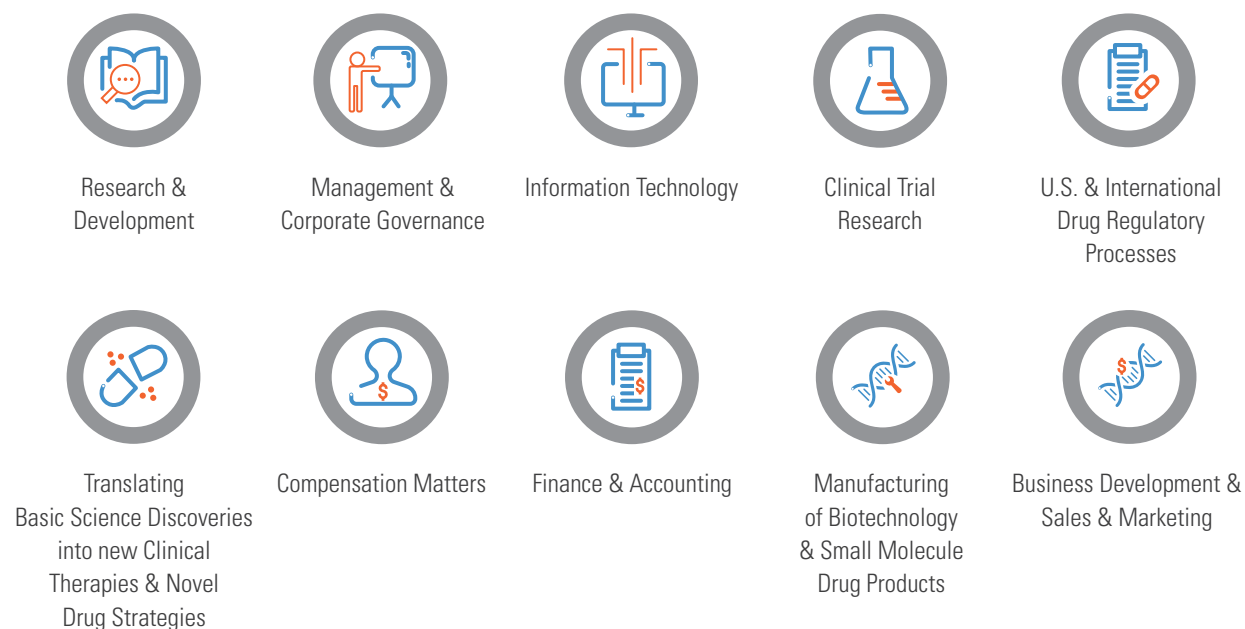 Research &
Development
Management &
Corporate Governance
Information Technology
Clinical Trial
Research
U.S. & International
Drug Regulatory
Processes
$
$
$
$
Translating
Basic Science Discoveries
into new Clinical
Therapies & Novel
Drug Strategies
Compensation Matters
Finance & Accounting
Manufacturing
of Biotechnology
& Small Molecule
Drug Products
Business Development &
Sales & Marketing